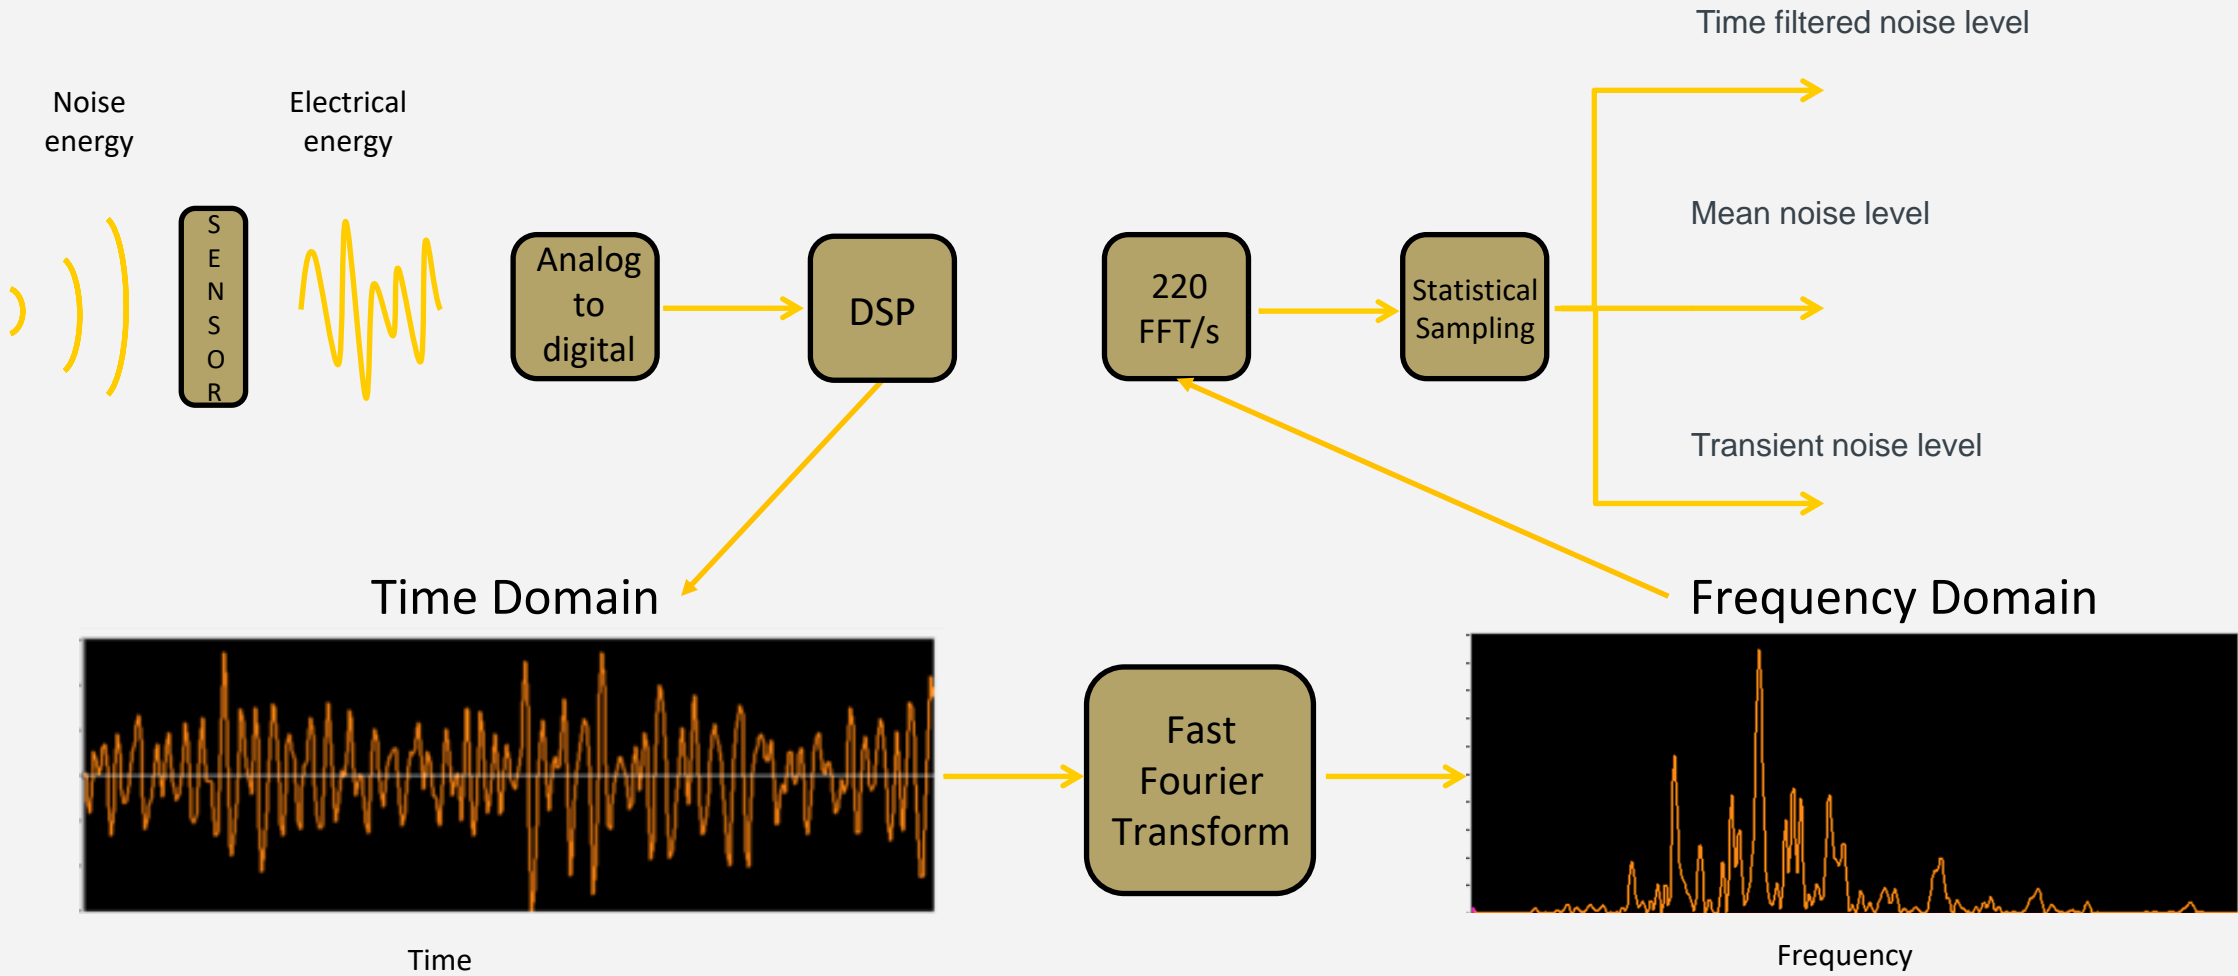 Time filtered noise level
Noise
energy
Electrical
energy
S
E
N
S
O
R
Analog
to
digital
DSP
220
FFT/s
Statistical
Sampling
Mean noise level
Transient noise level
Time Domain
Frequency Domain
Fast
Fourier
Transform
Time
Frequency